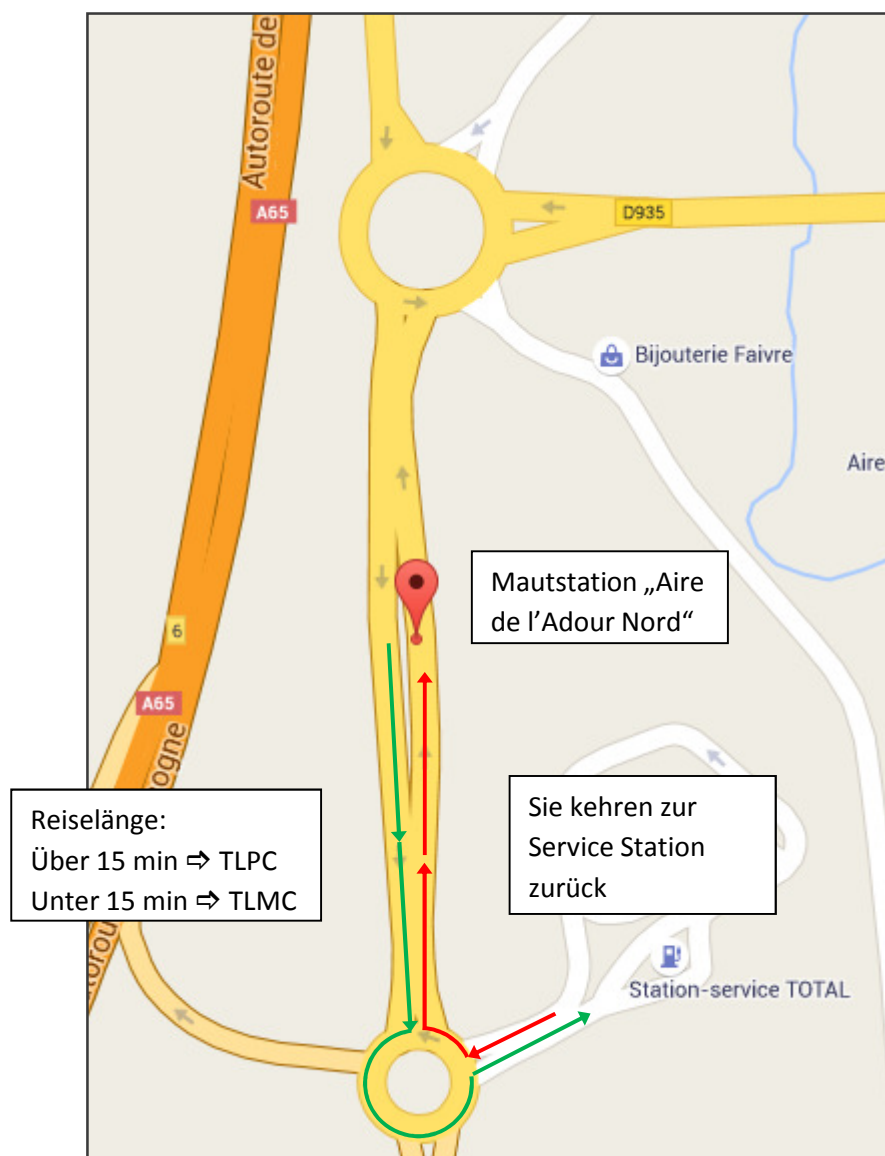 Autoroute de
A65
D935
Bijouterie Faivre
Aire
Mautstation „Aire
de l’Adour Nord“
6
A65
ogne
Reiselänge:
Über 15 min ⇨ TLPC
Unter 15 min ⇨ TLMC
Sie kehren zur
Service Station
zurück
Station-service TOTAL